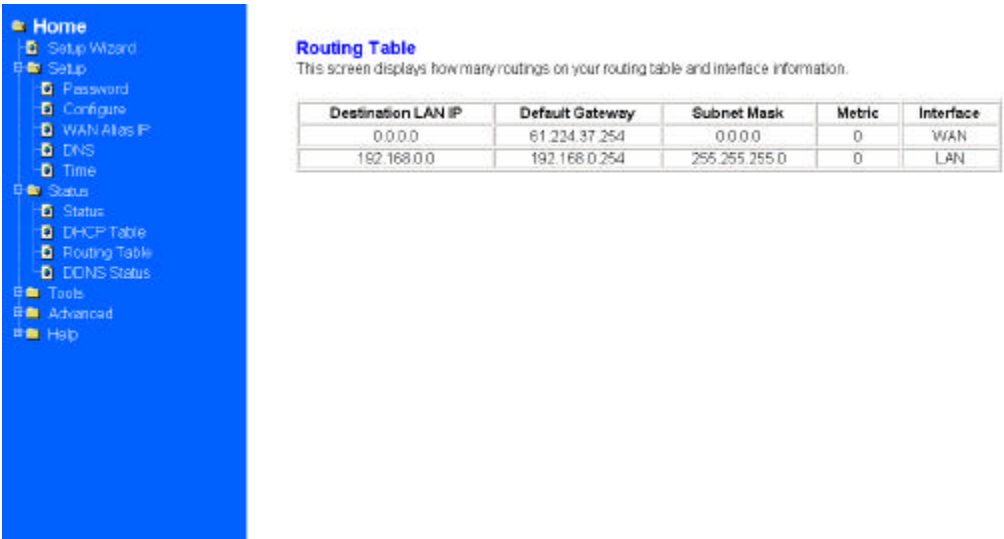 Home
Setup Wizard
Setup
Password
Configure
WAN Alias IP
DNS
Time
Status
Status
DHCP Table
Routing Table
DDNS Status
Tools
Advanced
Help
Routing Table
This screen displays how many routings on your routing table and interface information.
Destination LAN IP Default Gateway Subnet Mask Metric Interface
0.0.0.0 61.224.37.254 0.0.0.0 0 WAN
192.168.0.0 192.168.0.254 255.255.255.0 0 LAN